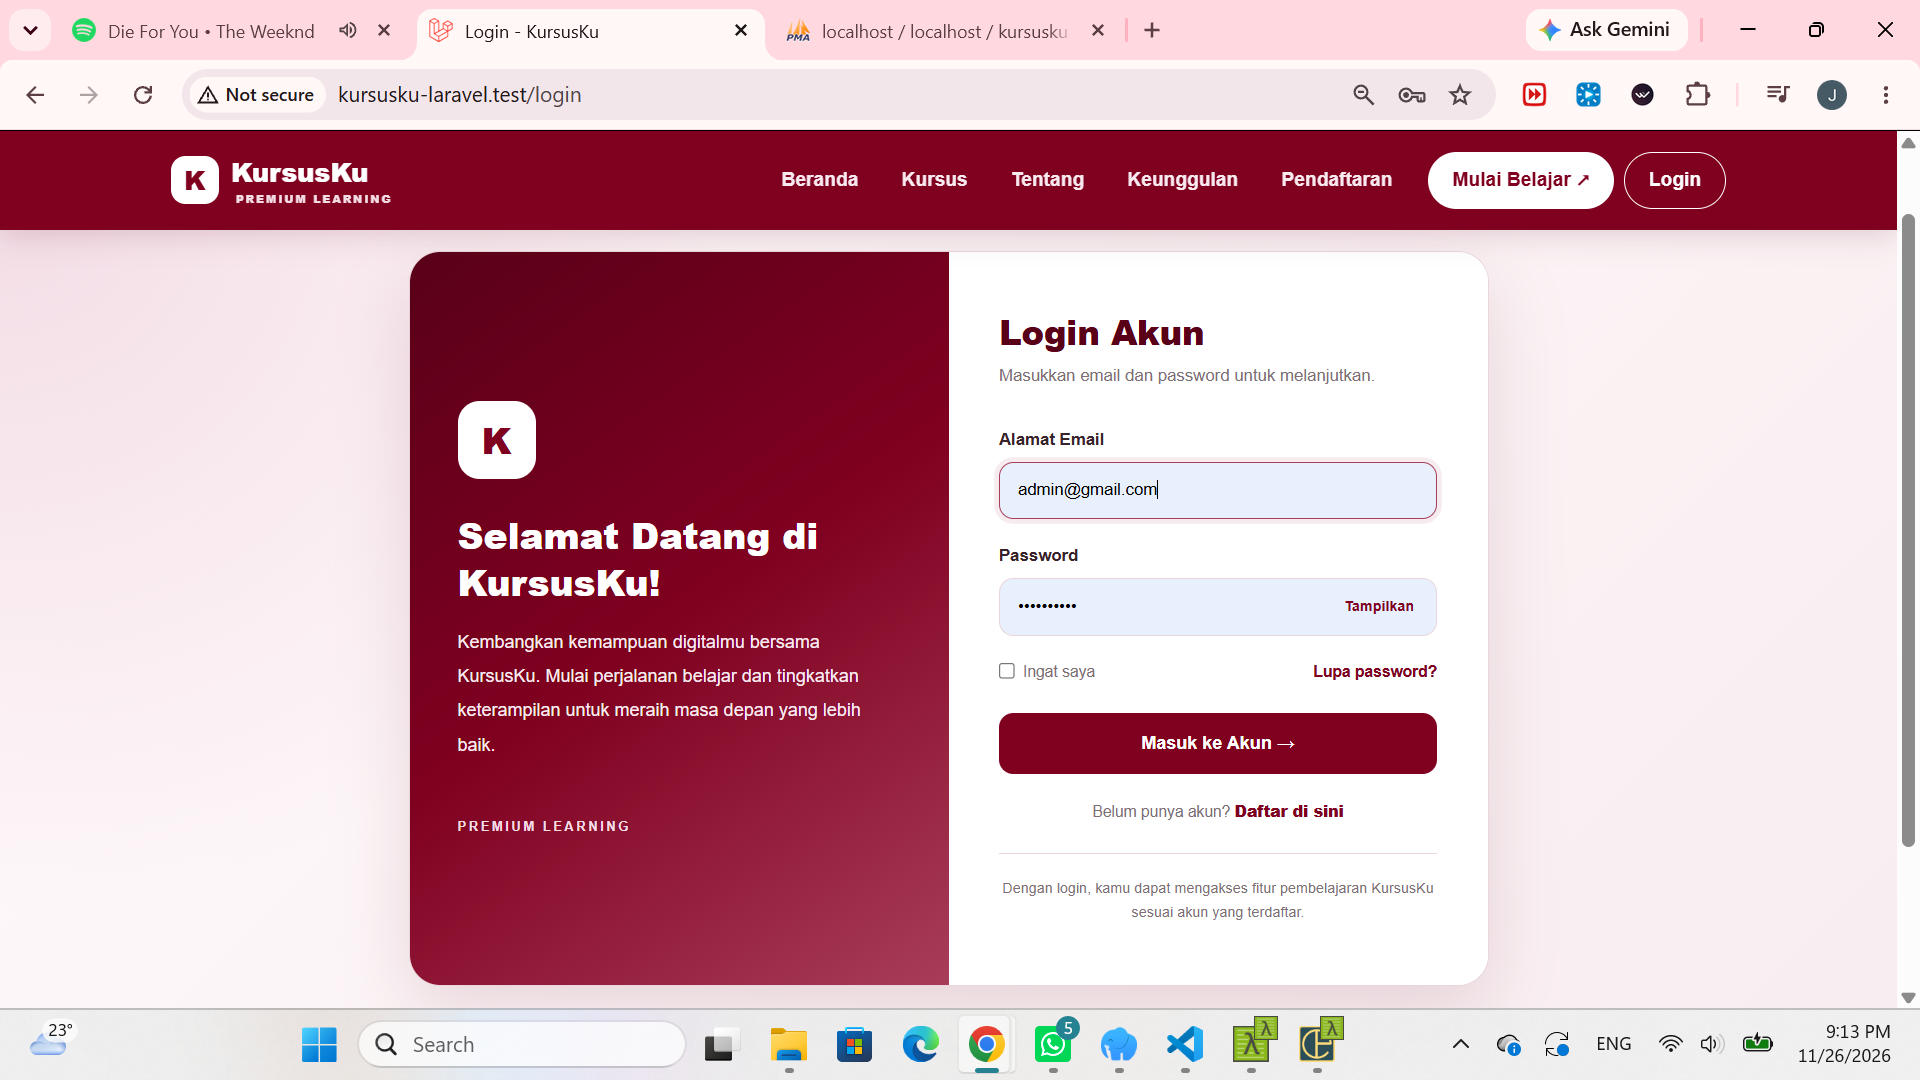 Die For You • The Weeknd
Login - KursusKu
localhost / localhost / kursusku
Ask Gemini
Not secure
kursusku-laravel.test/login
J
K
KursusKu
PREMIUM LEARNING
Beranda
Kursus
Tentang
Keunggulan
Pendaftaran
Mulai Belajar ↗
Login
K
Selamat Datang di
KursusKu!
Kembangkan kemampuan digitalmu bersama
KursusKu. Mulai perjalanan belajar dan tingkatkan
keterampilan untuk meraih masa depan yang lebih
baik.
PREMIUM LEARNING
Login Akun
Masukkan email dan password untuk melanjutkan.
Alamat Email
admin@gmail.com
Password
••••••••••
Tampilkan
Ingat saya
Lupa password?
Masuk ke Akun →
Belum punya akun? Daftar di sini
Dengan login, kamu dapat mengakses fitur pembelajaran KursusKu
sesuai akun yang terdaftar.
23°
Search
5
λ
λ
λ
ENG
9:13 PM
11/26/2026
PMA